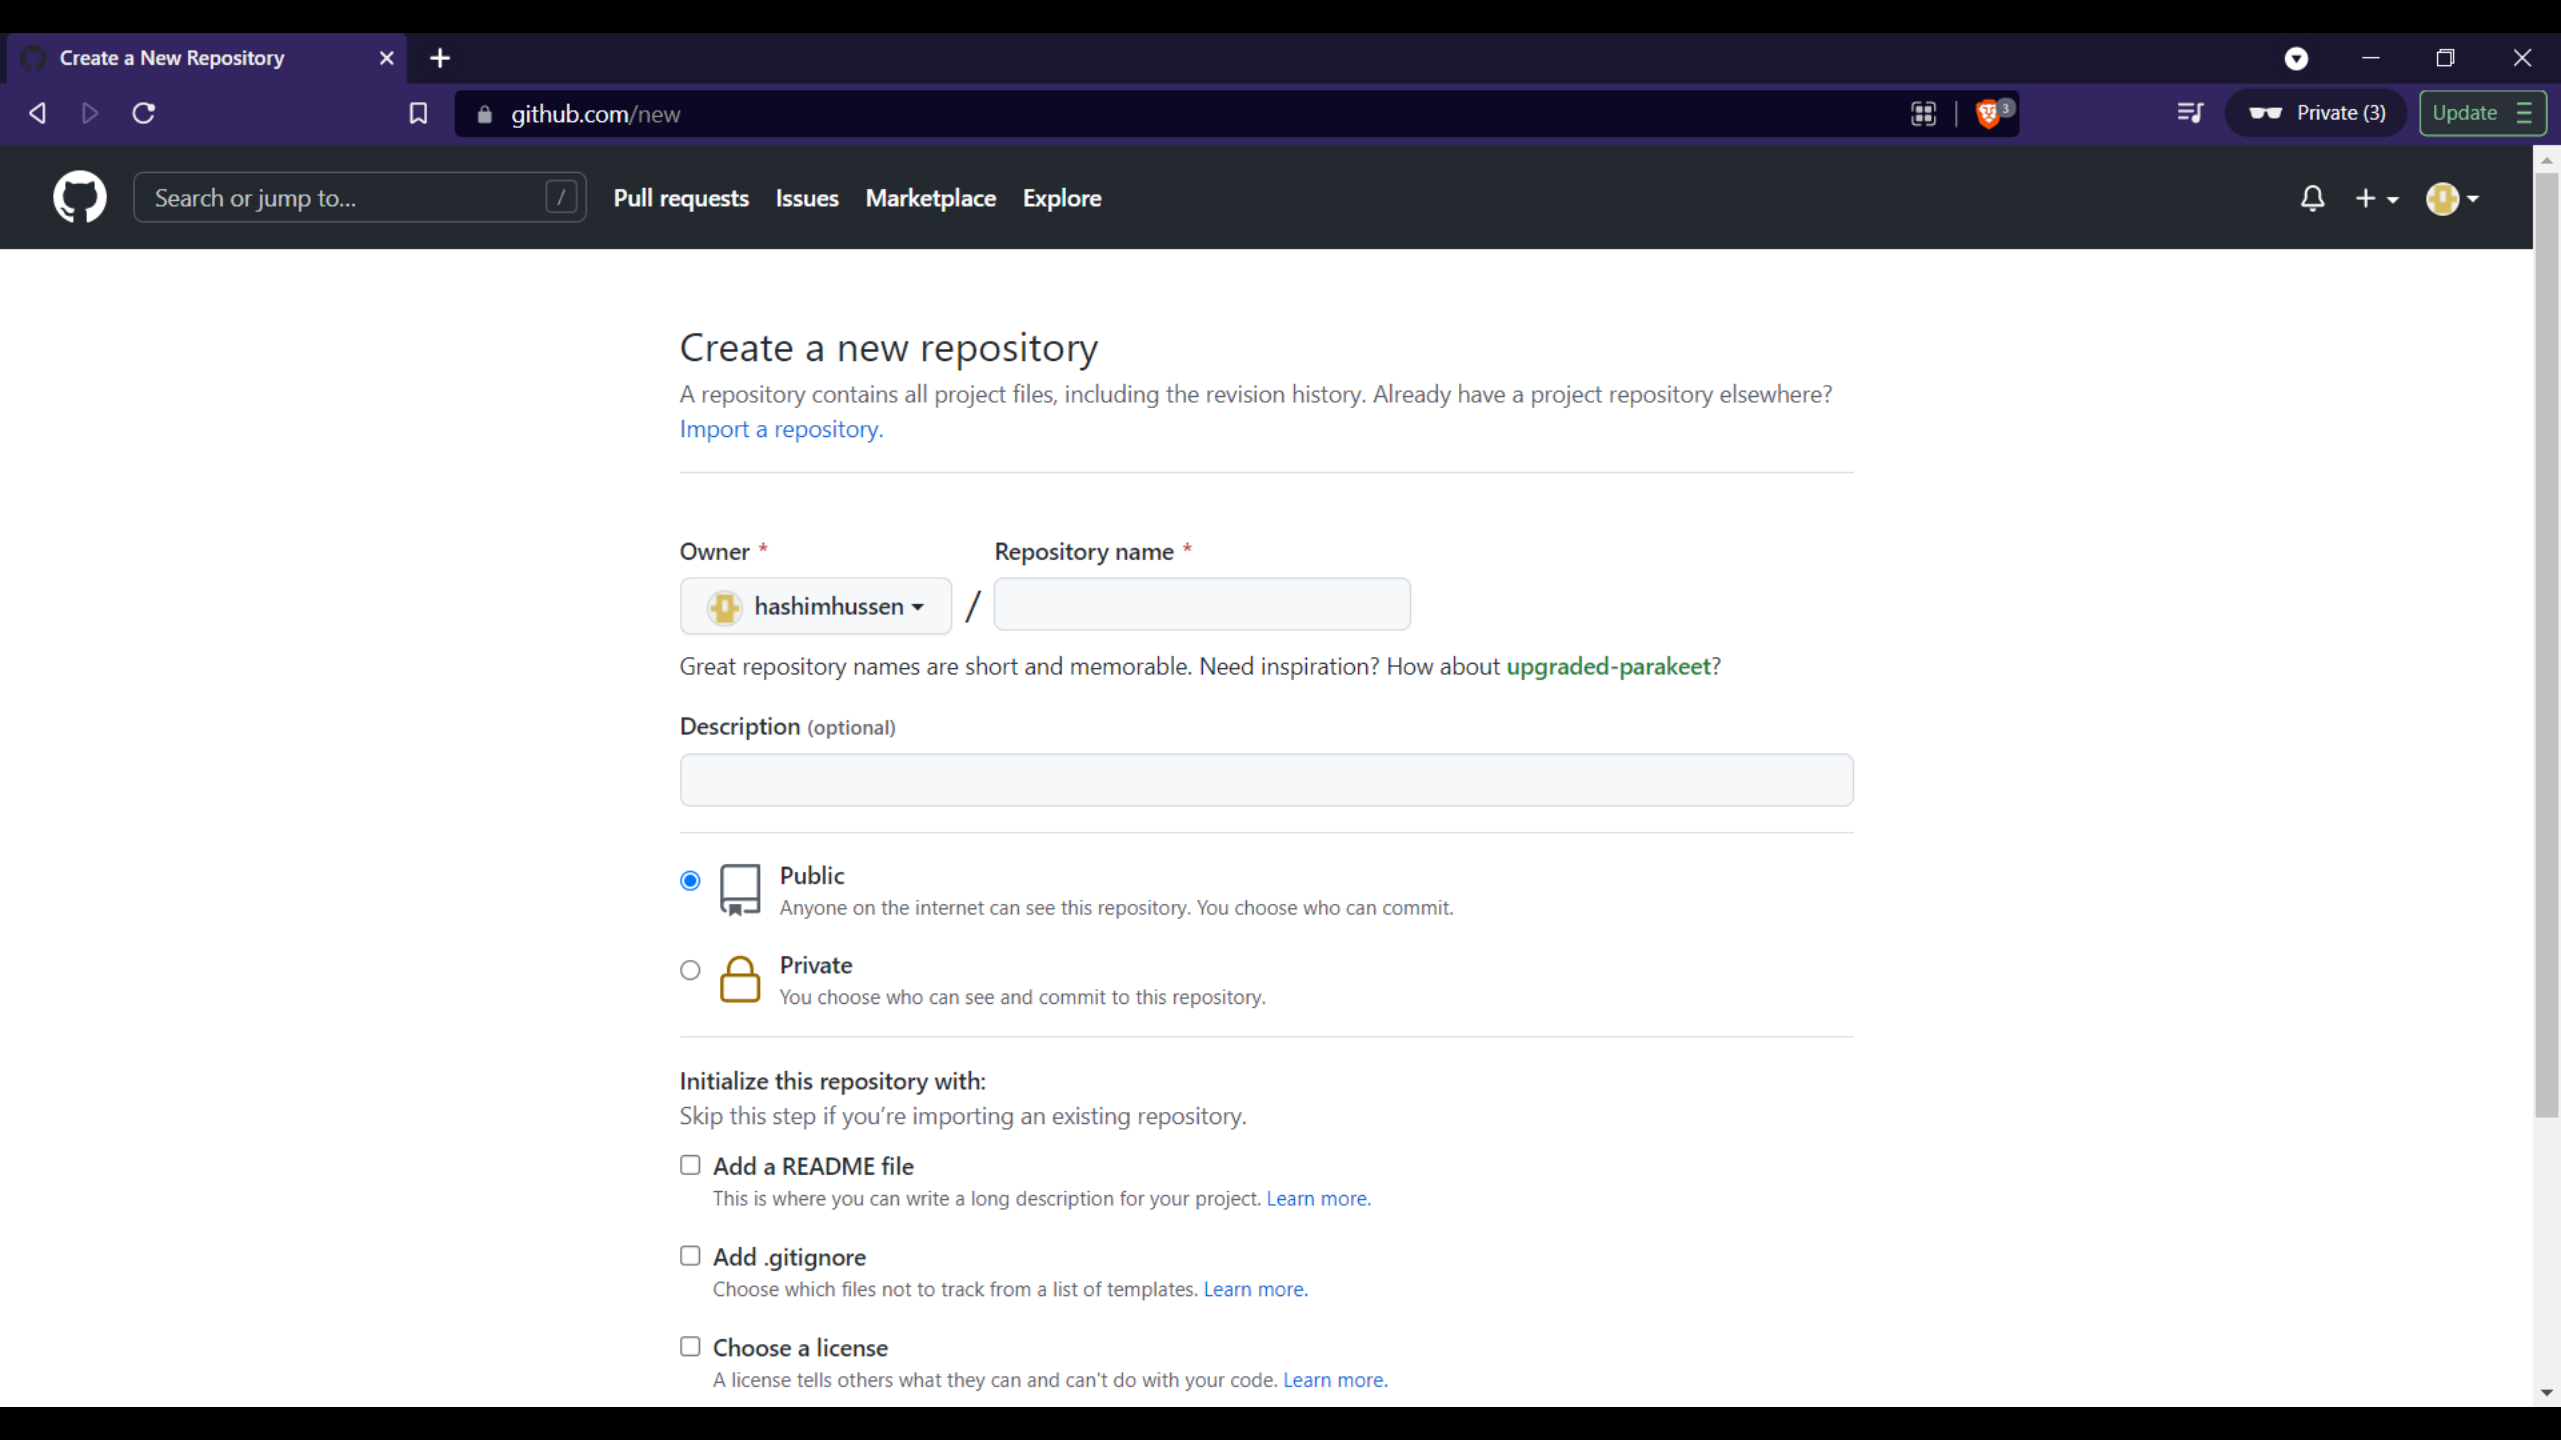 Create a New Repository
github.com/new
3
Private (3)
Update
Search or jump to...
/
Pull requests
Issues
Marketplace
Explore
Create a new repository
A repository contains all project files, including the revision history. Already have a project repository elsewhere?
Import a repository.
Owner *
Repository name *
hashimhussen
/
Great repository names are short and memorable. Need inspiration? How about upgraded-parakeet?
Description (optional)
Public
Anyone on the internet can see this repository. You choose who can commit.
Private
You choose who can see and commit to this repository.
Initialize this repository with:
Skip this step if you’re importing an existing repository.
Add a README file
This is where you can write a long description for your project. Learn more.
Add .gitignore
Choose which files not to track from a list of templates. Learn more.
Choose a license
A license tells others what they can and can't do with your code. Learn more.